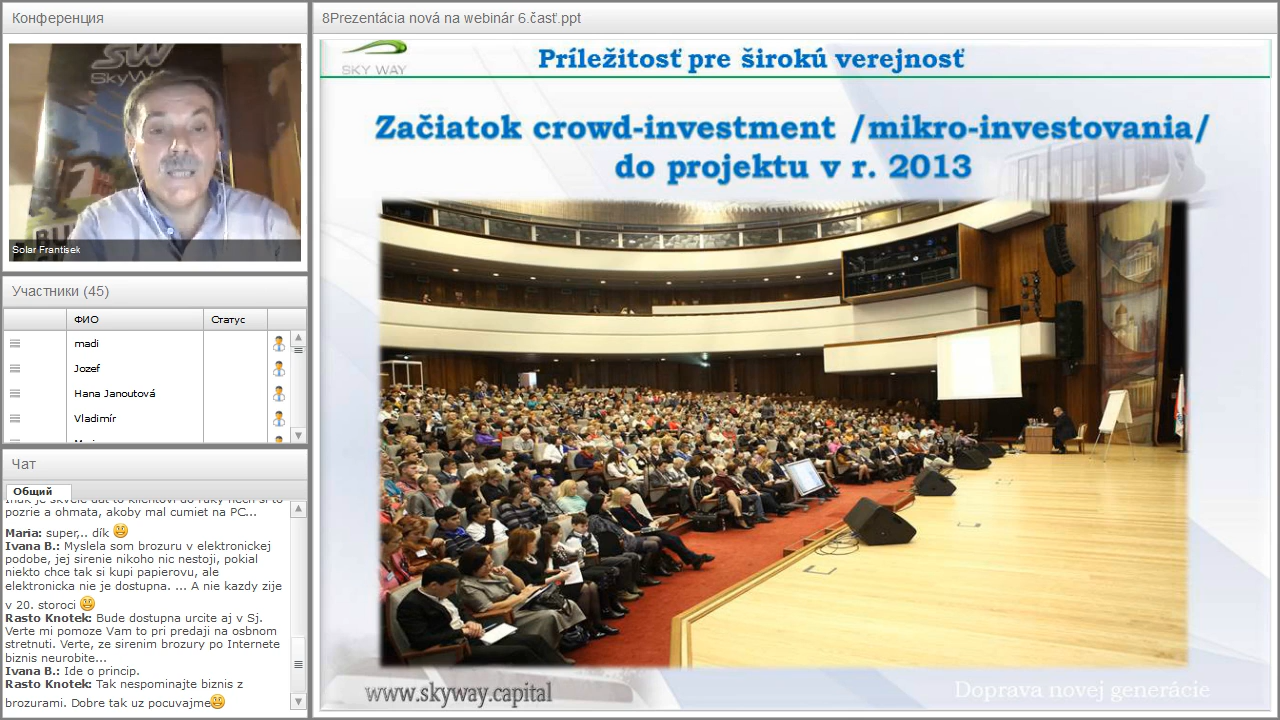 Конференция
SW
SkyWA
Solar Frantisek
Участники (45)
ФИО
Статус
madi
Jozef
Hana Janoutová
Vladimír
Чат
Общий
pozrie a ohmata, akoby mal cumiet na PC...
Maria: super,.. dík
Ivana B.: Myslela som brozuru v elektronickej
podobe, jej sirenie nikoho nic nestoji, pokial
niekto chce tak si kupi papierovu, ale
elektronicka nie je dostupna. ... A nie kazdy zije
v 20. storoci
Rasto Knotek: Bude dostupna urcite aj v Sj.
Verte mi pomoze Vam to pri predaji na osbnom
stretnuti. Verte, ze sirenim brozury po Internete
biznis neurobite...
Ivana B.: Ide o princip.
Rasto Knotek: Tak nespominajte biznis z
brozurami. Dobre tak uz pocuvajme
8Prezentácia nová na webinár 6.časť.ppt
SKY WAY
Príležitosť pre širokú verejnosť
Začiatok crowd-investment /mikro-investovania/
do projektu v r. 2013
www.skyway.capital
Doprava novej generácie